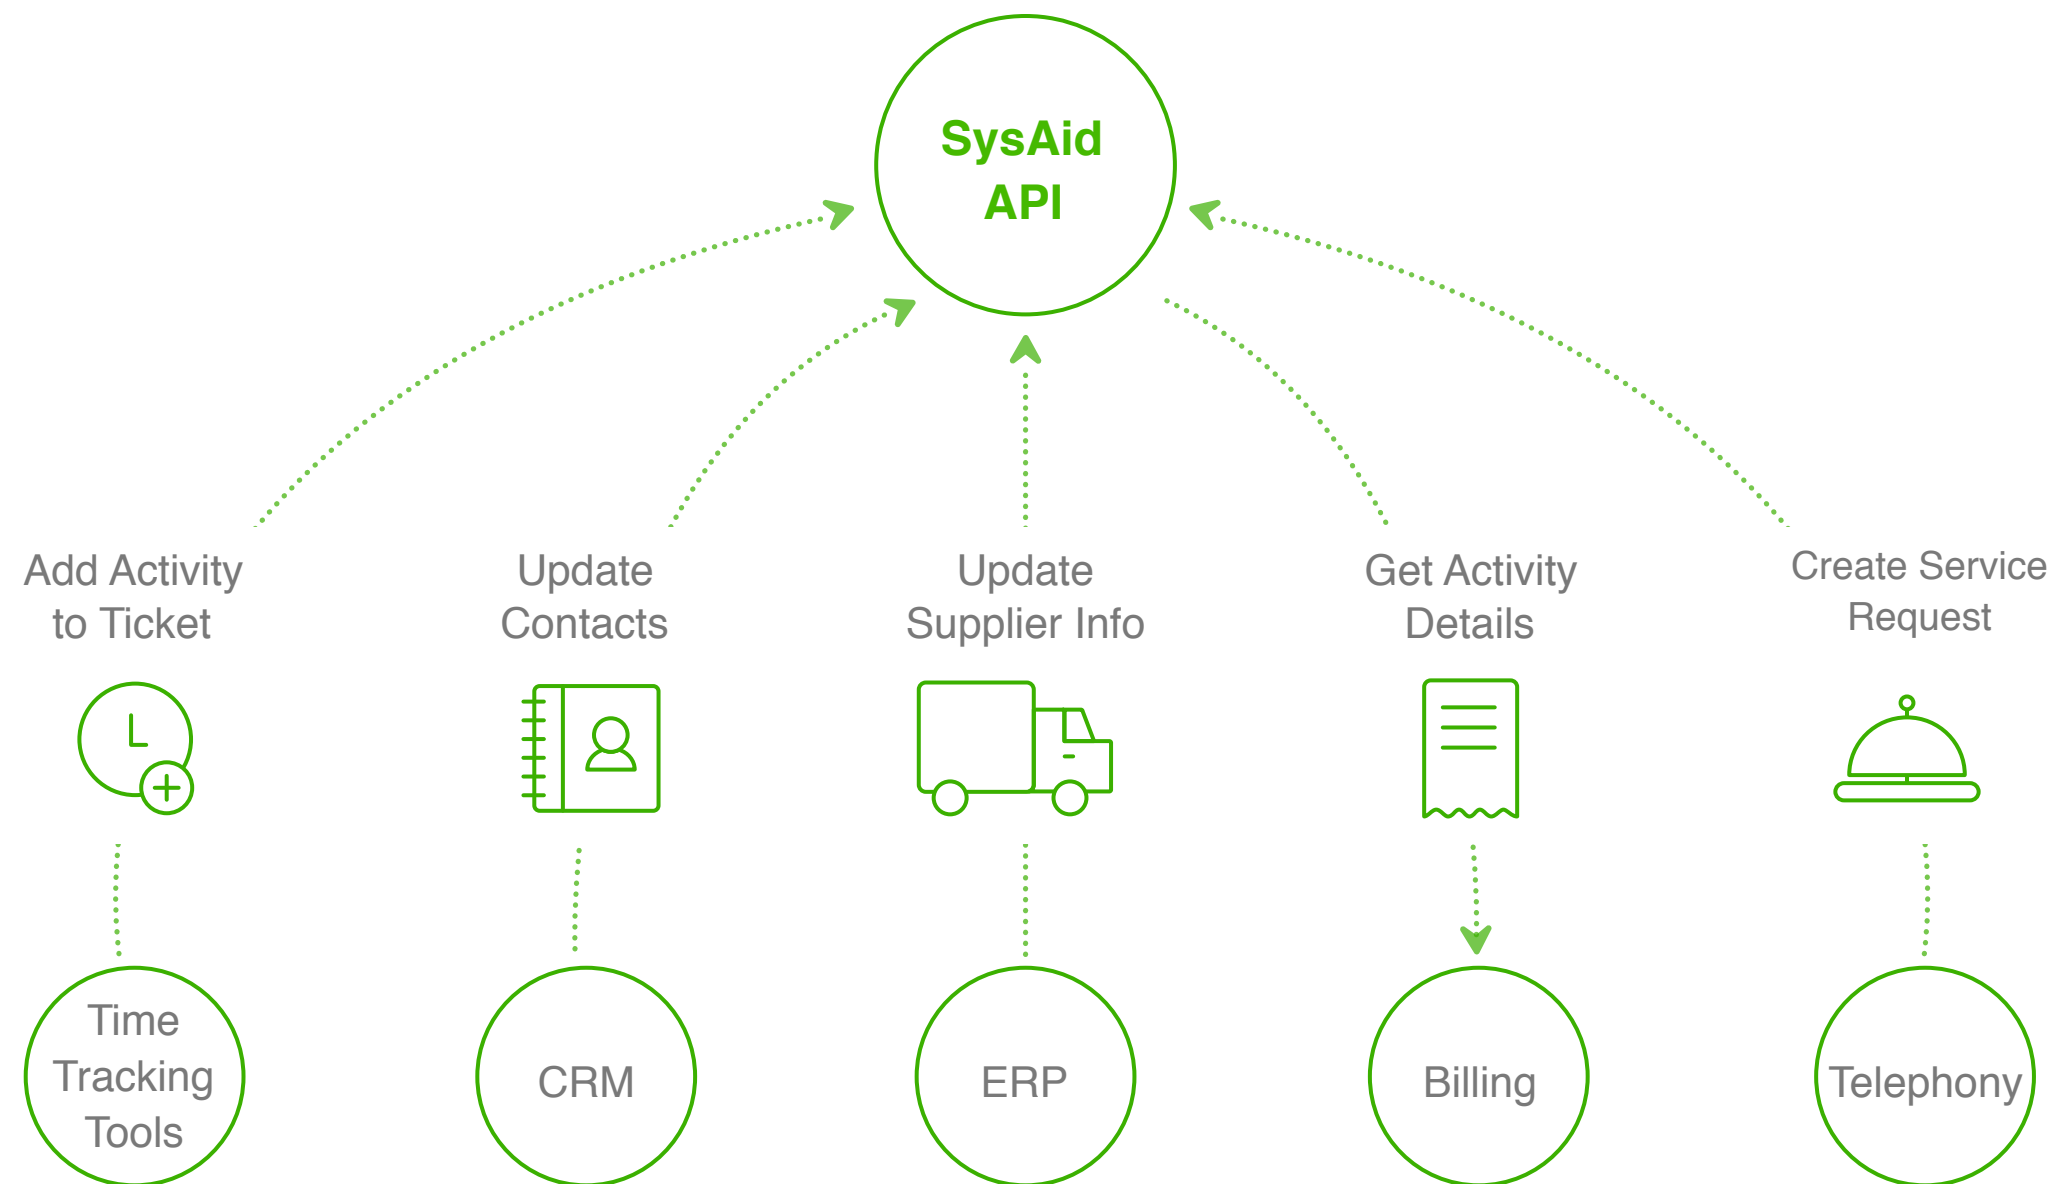 SysAid
API
Add Activity
to Ticket
Update
Contacts
Update
Supplier Info
Get Activity
Details
Create Service
Request
Time
Tracking
Tools
CRM
ERP
Billing
Telephony